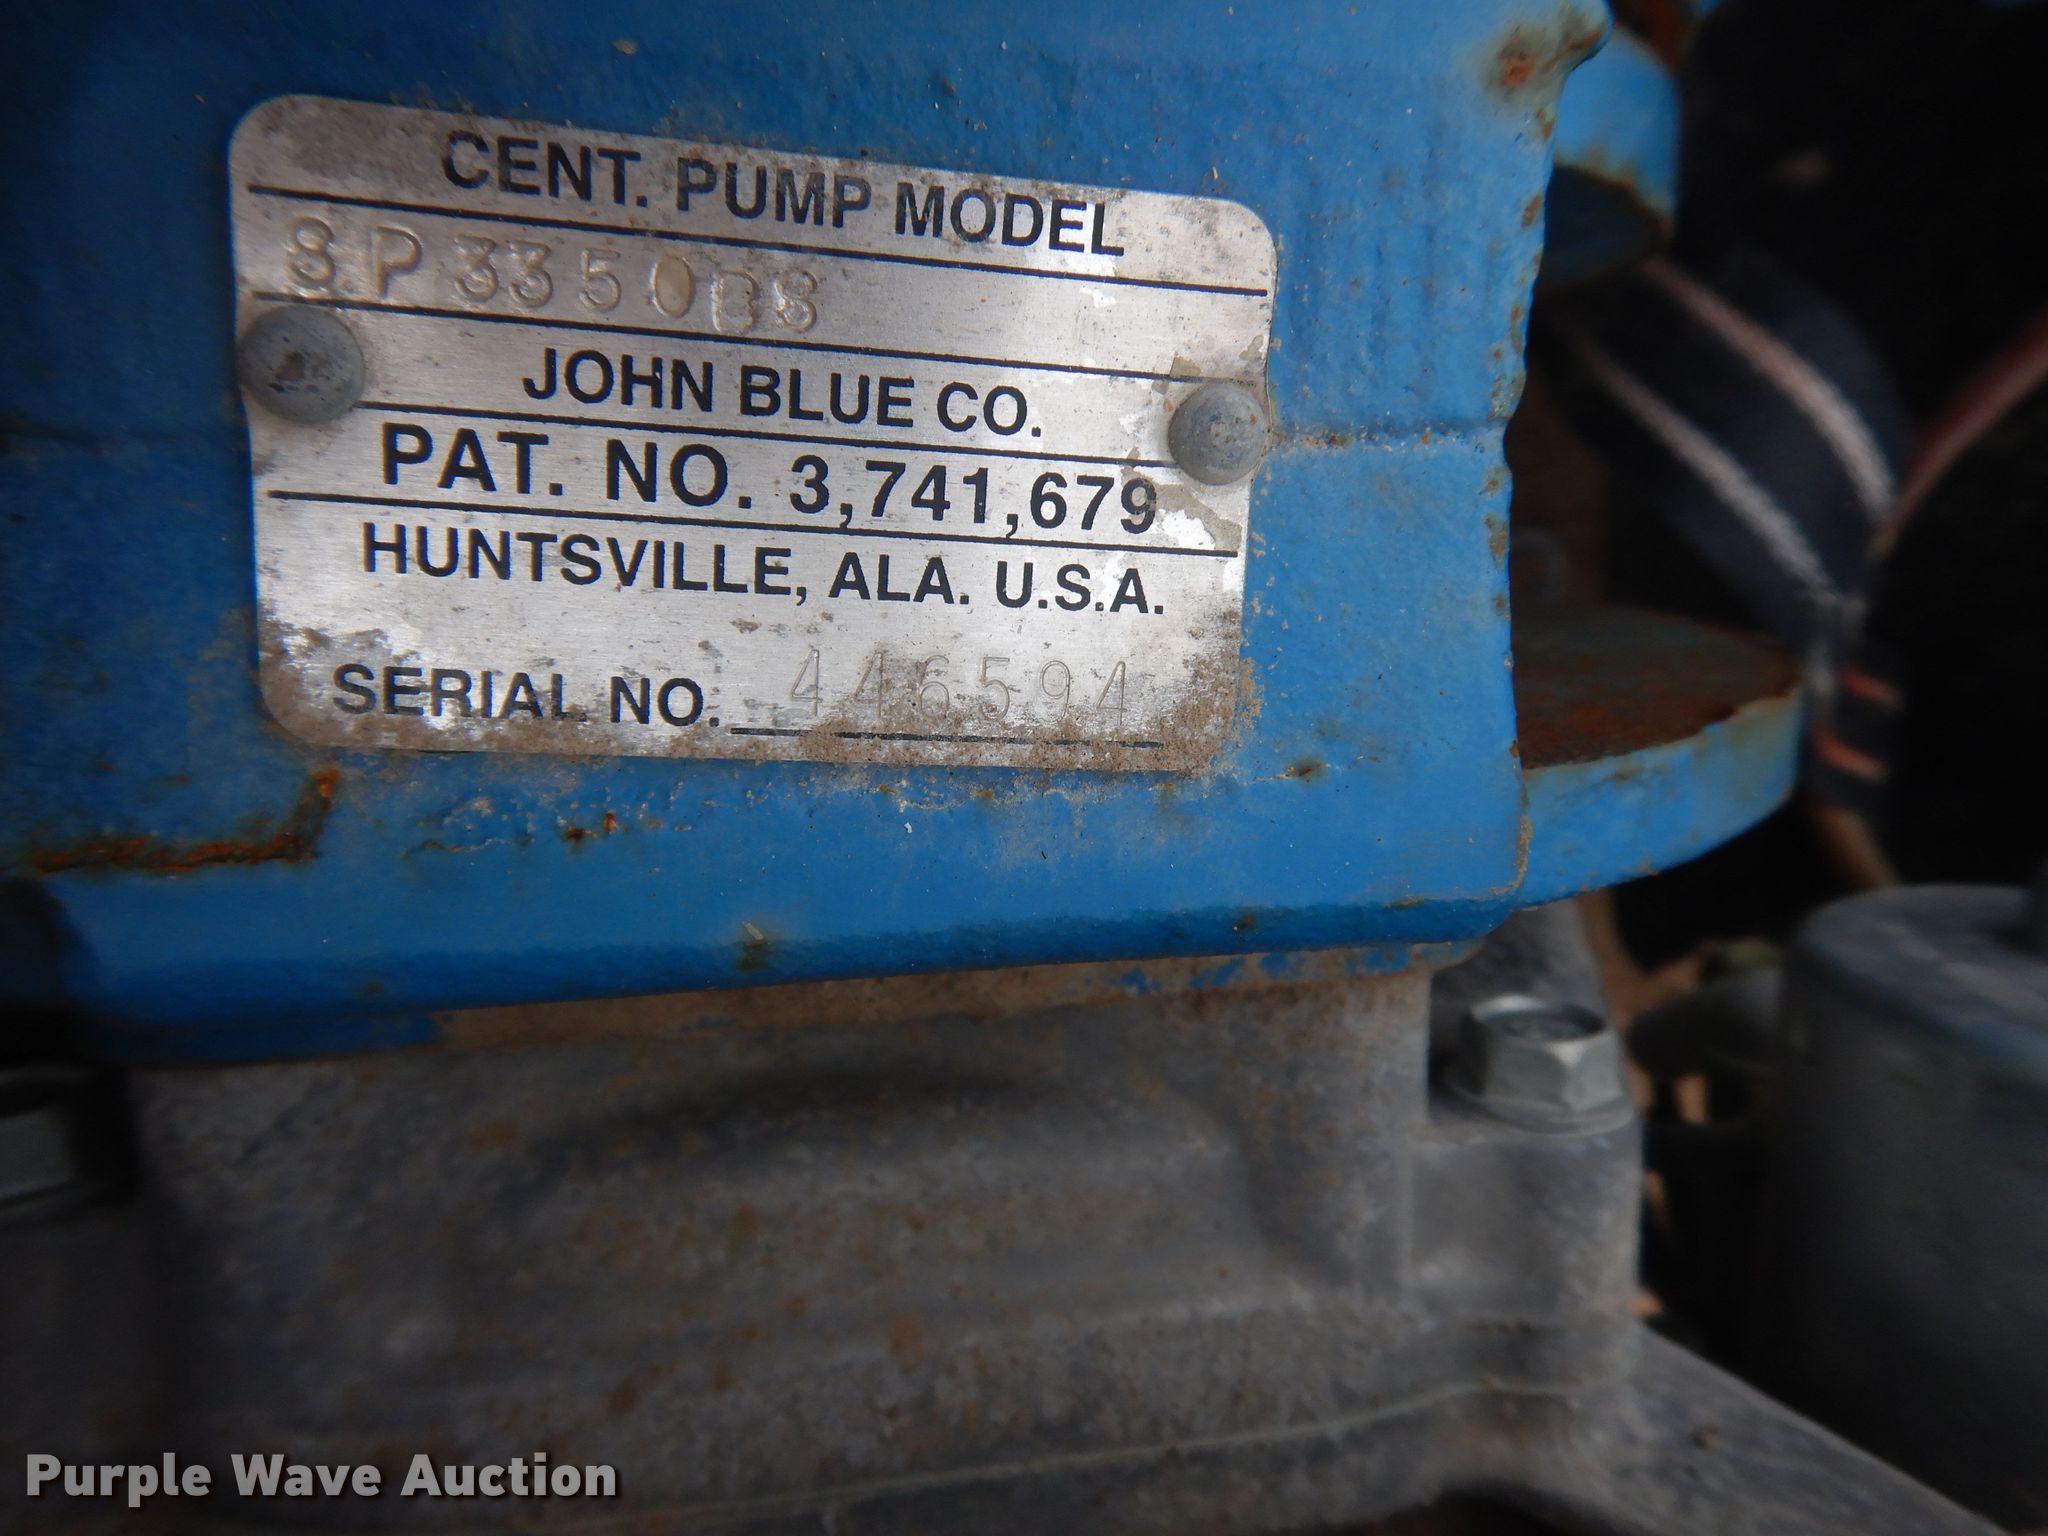 CENT. PUMP MODEL
SP3350BS
JOHN BLUE CO.
PAT. NO. 3,741,679
HUNTSVILLE, ALA. U.S.A.
SERIAL NO. 446594
Purple Wave Auction